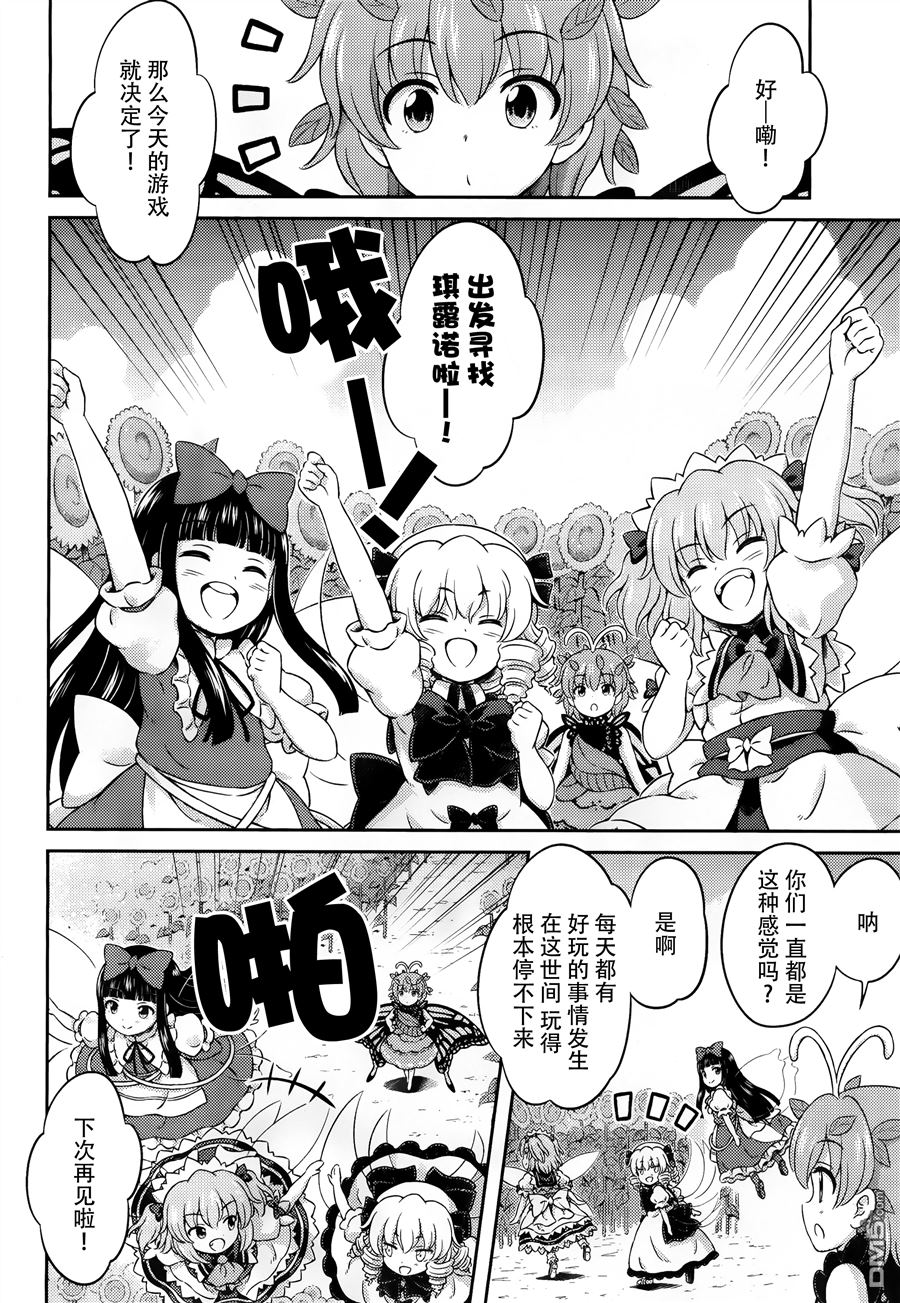 好—嘞！
那么今天的游戏
就决定了！
出发寻找
琪露诺啦—！
哦—！！
呐
你们一直都是
这种感觉吗？
是啊
每天都有
好玩的事情发生
在这世间 玩得
根本停不下来
啪
下次再见啦！
DM5